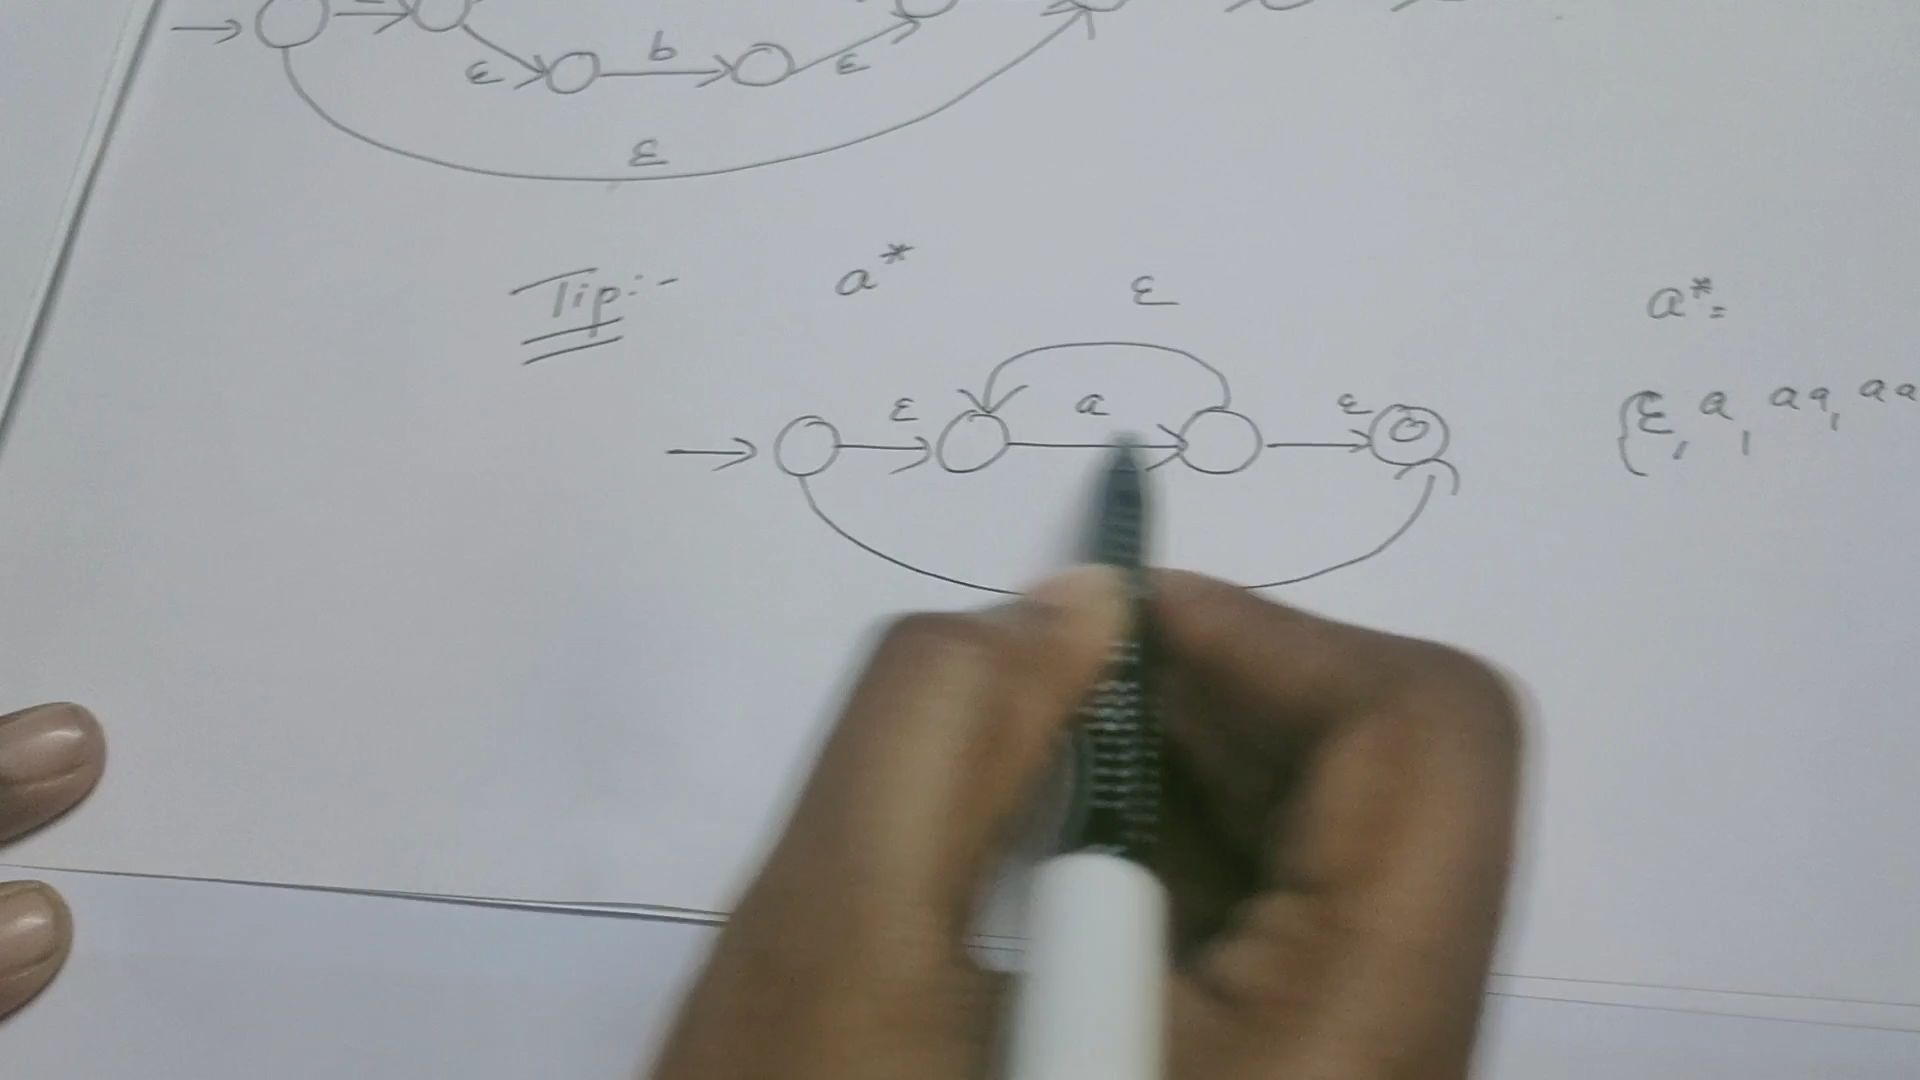 b
ε ε
ε
Tip:- a* ε a*=
ε a ε {ε, a, aa, aa